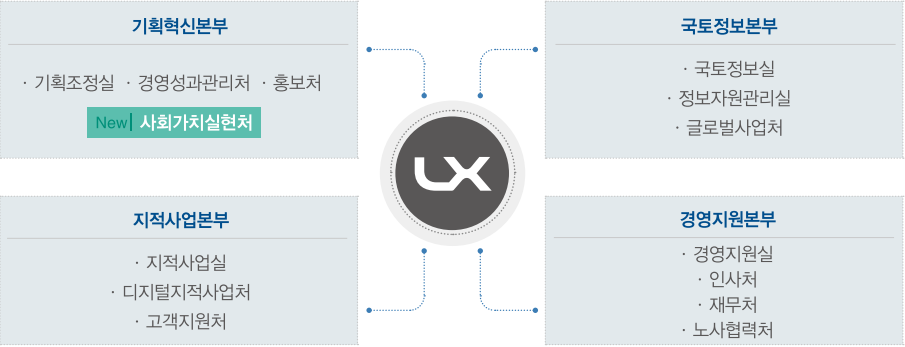 기획혁신본부
· 기획조정실 · 경영성과관리처 · 홍보처
New| 사회가치실현처
국토정보본부
· 국토정보실
· 정보자원관리실
· 글로벌사업처
LX
지적사업본부
· 지적사업실
· 디지털지적사업처
· 고객지원처
경영지원본부
· 경영지원실
· 인사처
· 재무처
· 노사협력처